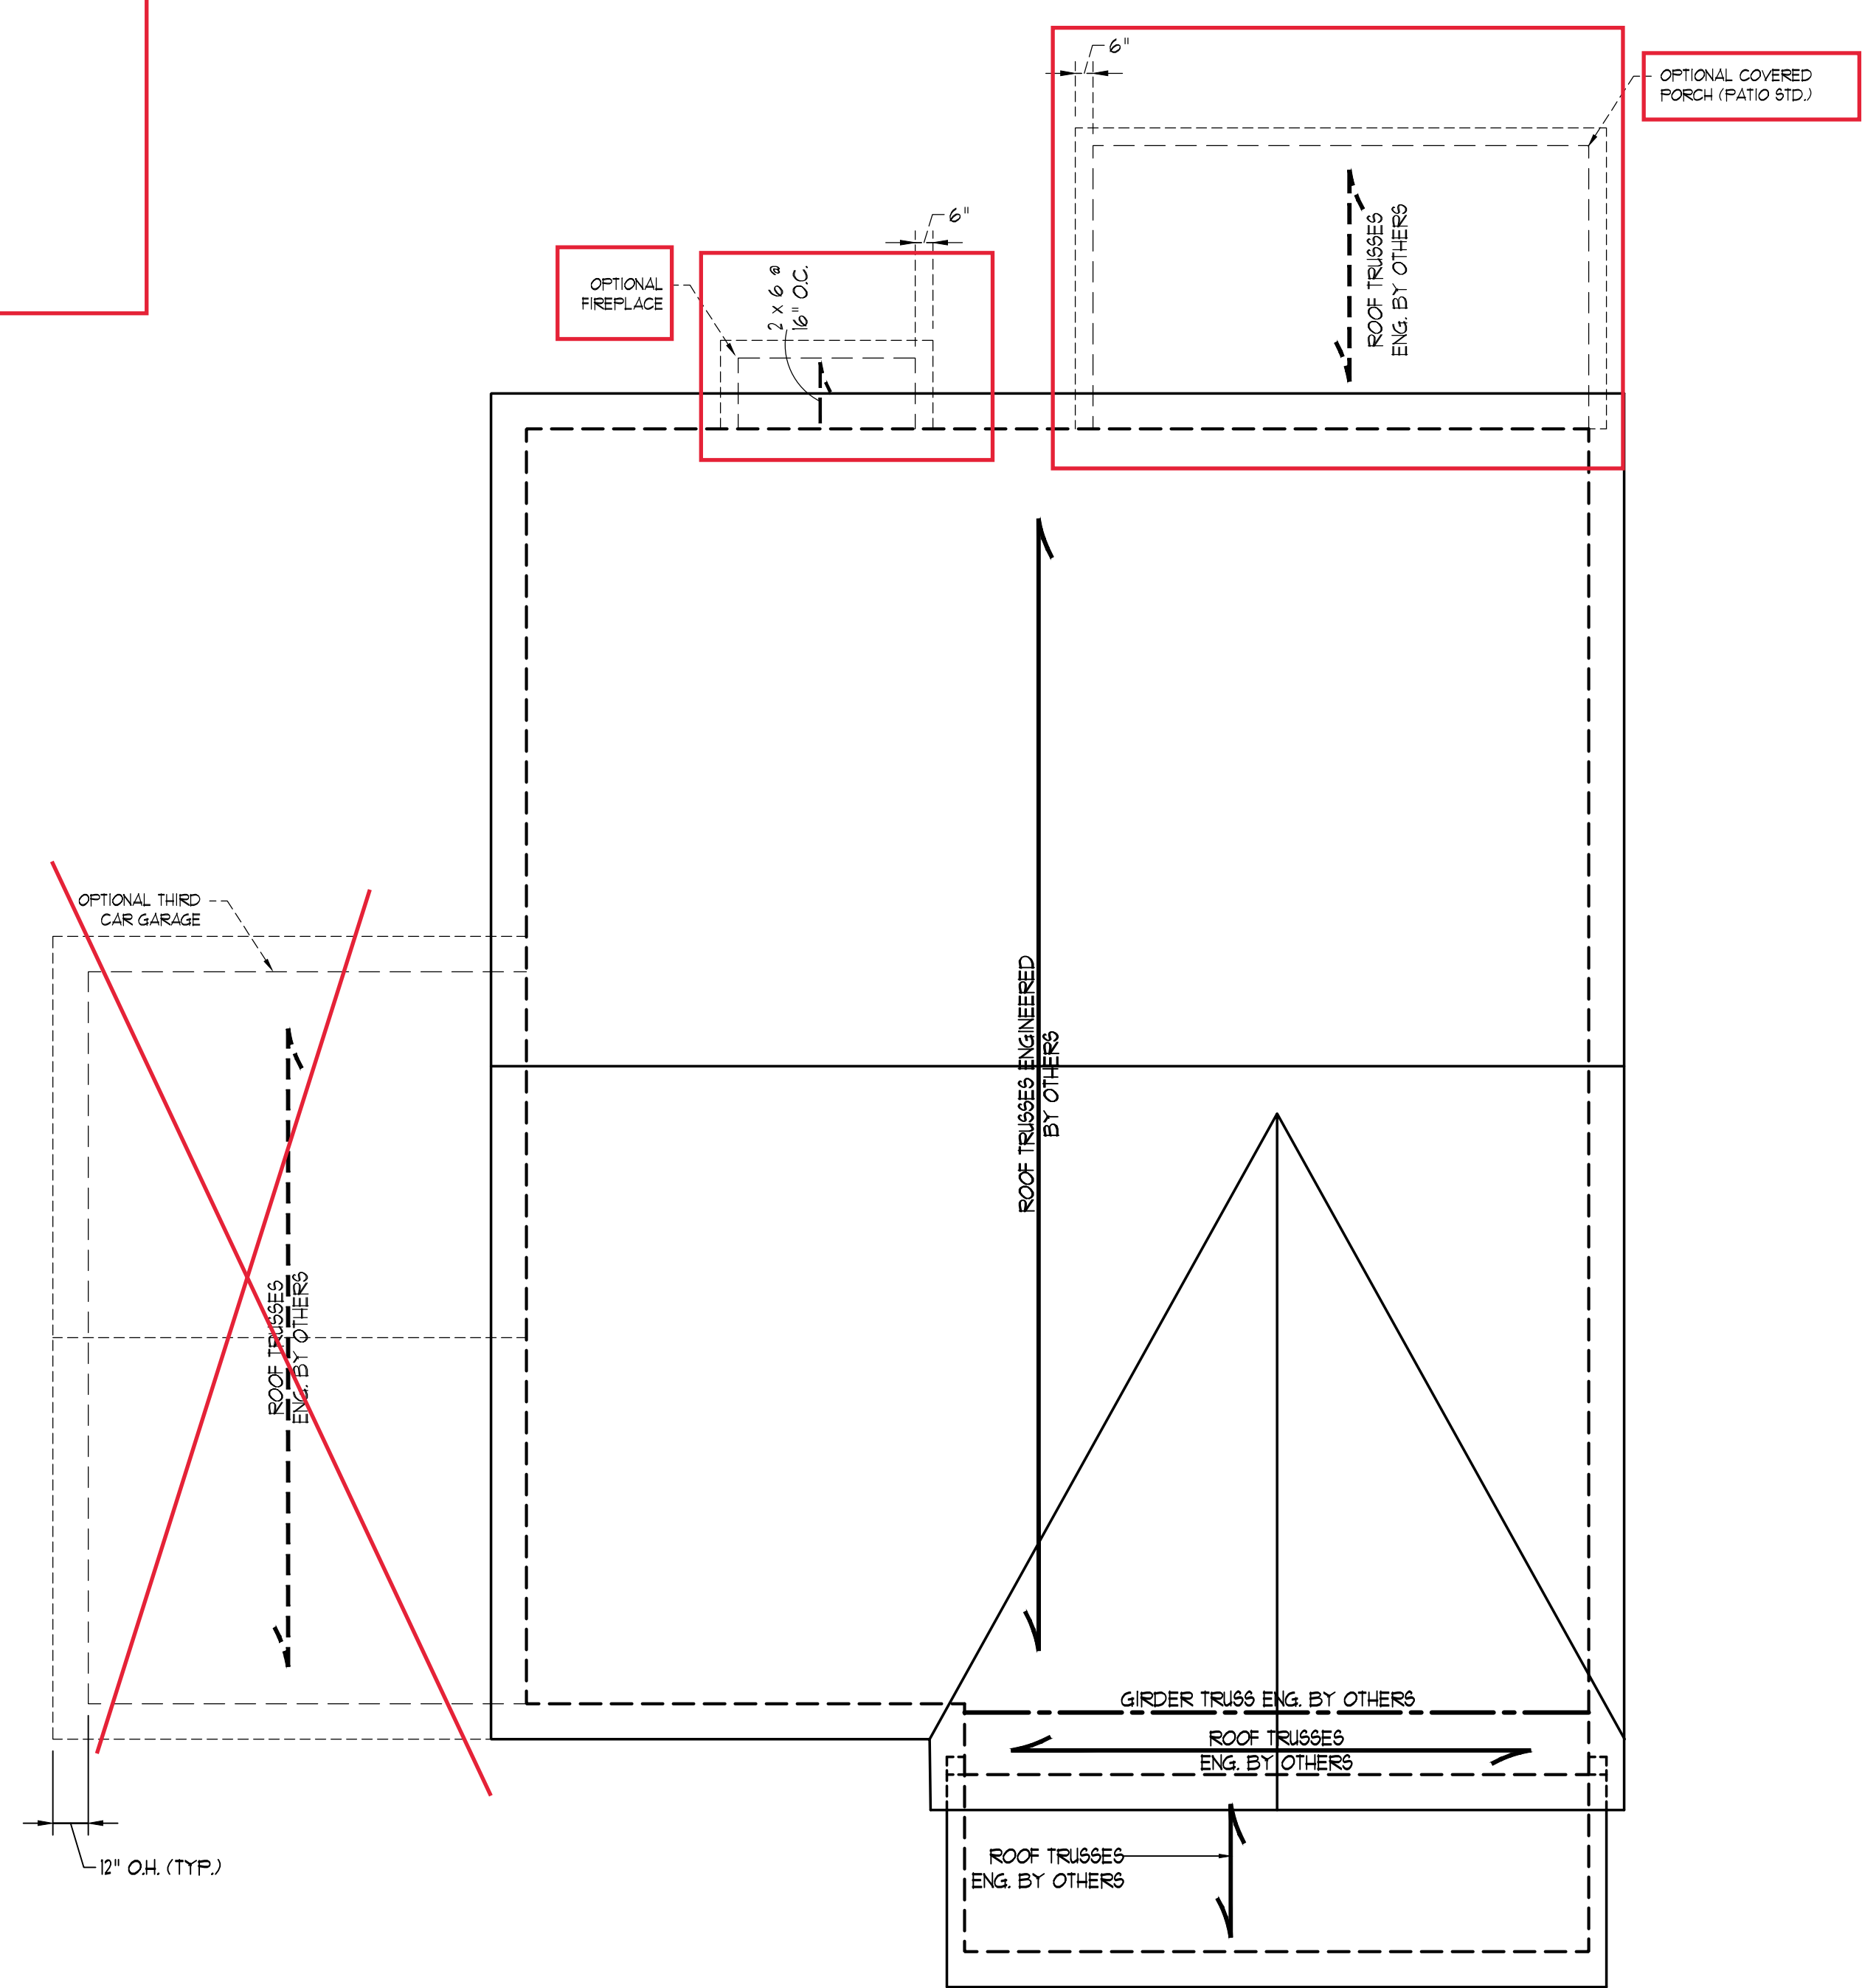 6"
OPTIONAL COVERED
PORCH (PATIO STD.)
6"
OPTIONAL
FIREPLACE
2 x 6 @
16" O.C.
ROOF TRUSSES
ENG. BY OTHERS
OPTIONAL THIRD
CAR GARAGE
ROOF TRUSSES ENGINEERED
BY OTHERS
ROOF TRUSSES
ENG. BY OTHERS
GIRDER TRUSS ENG. BY OTHERS
ROOF TRUSSES
ENG. BY OTHERS
ROOF TRUSSES
ENG. BY OTHERS
12" O.H. (TYP.)